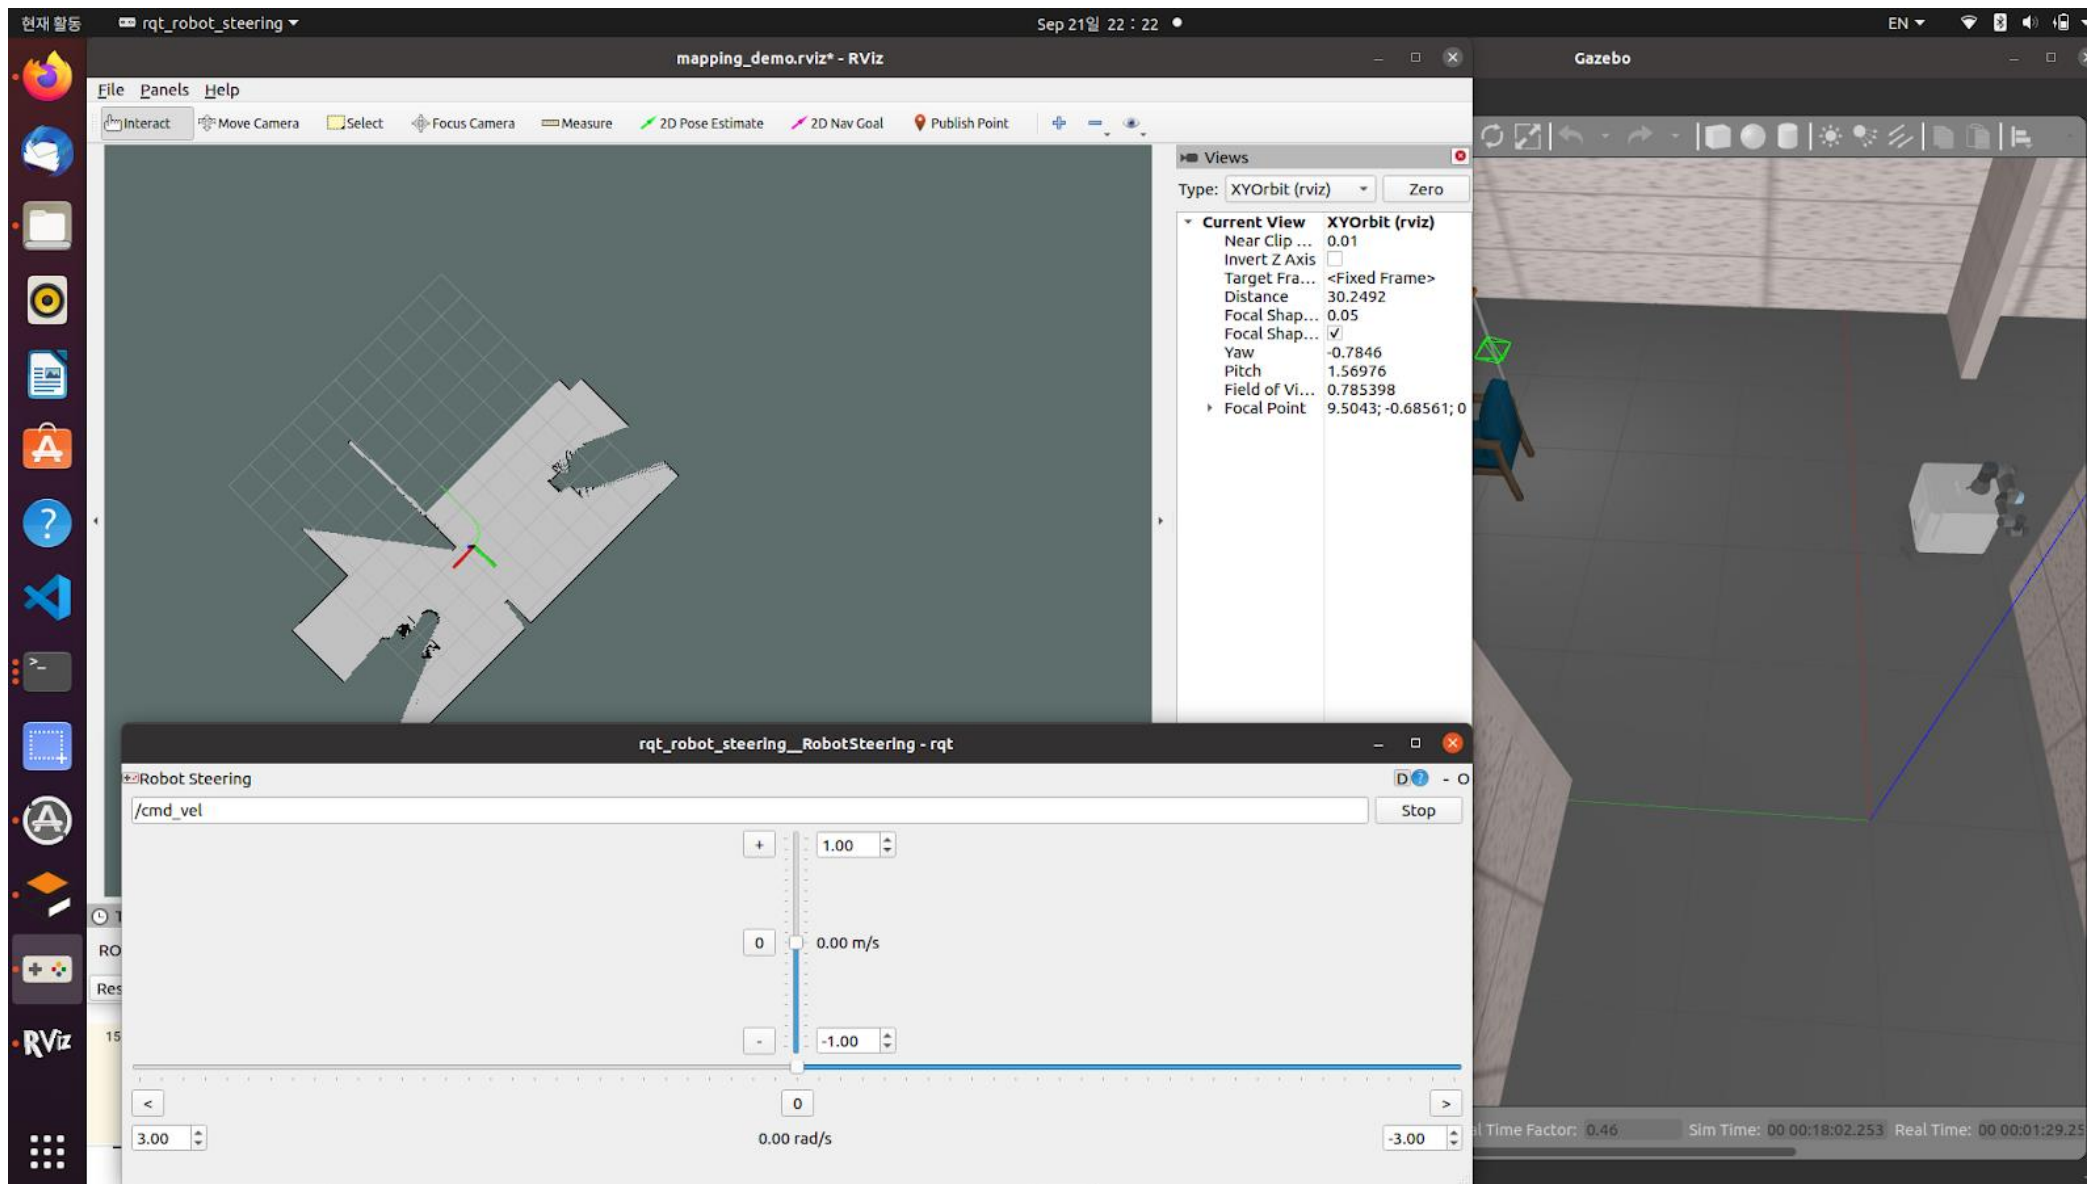 현재 활동 rqt_robot_steering Sep 21일 22 : 22 EN
mapping_demo.rviz* - RViz
Gazebo
File Panels Help
Interact Move Camera Select Focus Camera Measure 2D Pose Estimate 2D Nav Goal Publish Point
Views
Type: XYOrbit (rviz) Zero
Current View XYOrbit (rviz)
Near Clip ... 0.01
Invert Z Axis
Target Fra... <Fixed Frame>
Distance 30.2492
Focal Shap... 0.05
Focal Shap... ✓
Yaw -0.7846
Pitch 1.56976
Field of Vi... 0.785398
Focal Point 9.5043; -0.68561; 0
rqt_robot_steering__RobotSteering - rqt
Robot Steering D - O
/cmd_vel Stop
+ 1.00
0 0.00 m/s
- -1.00
< 0 >
3.00 0.00 rad/s -3.00
RO
Res
15
RViz
al Time Factor: 0.46 Sim Time: 00 00:18:02.253 Real Time: 00 00:01:29.25